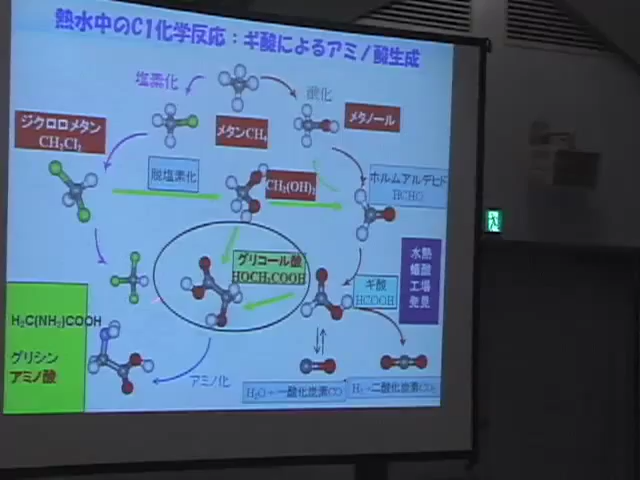 熱水中のC1化学反応：ギ酸によるアミノ酸生成
塩素化
酸化
ジクロロメタン
CH₂Cl₂
メタンCH₄
メタノール
脱塩素化
CH₂(OH)₂
ホルムアルデヒド
HCHO
グリコール酸
HOCH₂COOH
ギ酸
HCOOH
水熱
蟻酸
工場
発見
H₂C(NH₂)COOH
グリシン
アミノ酸
アミノ化
H₂O＋一酸化炭素CO
H₂＋二酸化炭素CO₂